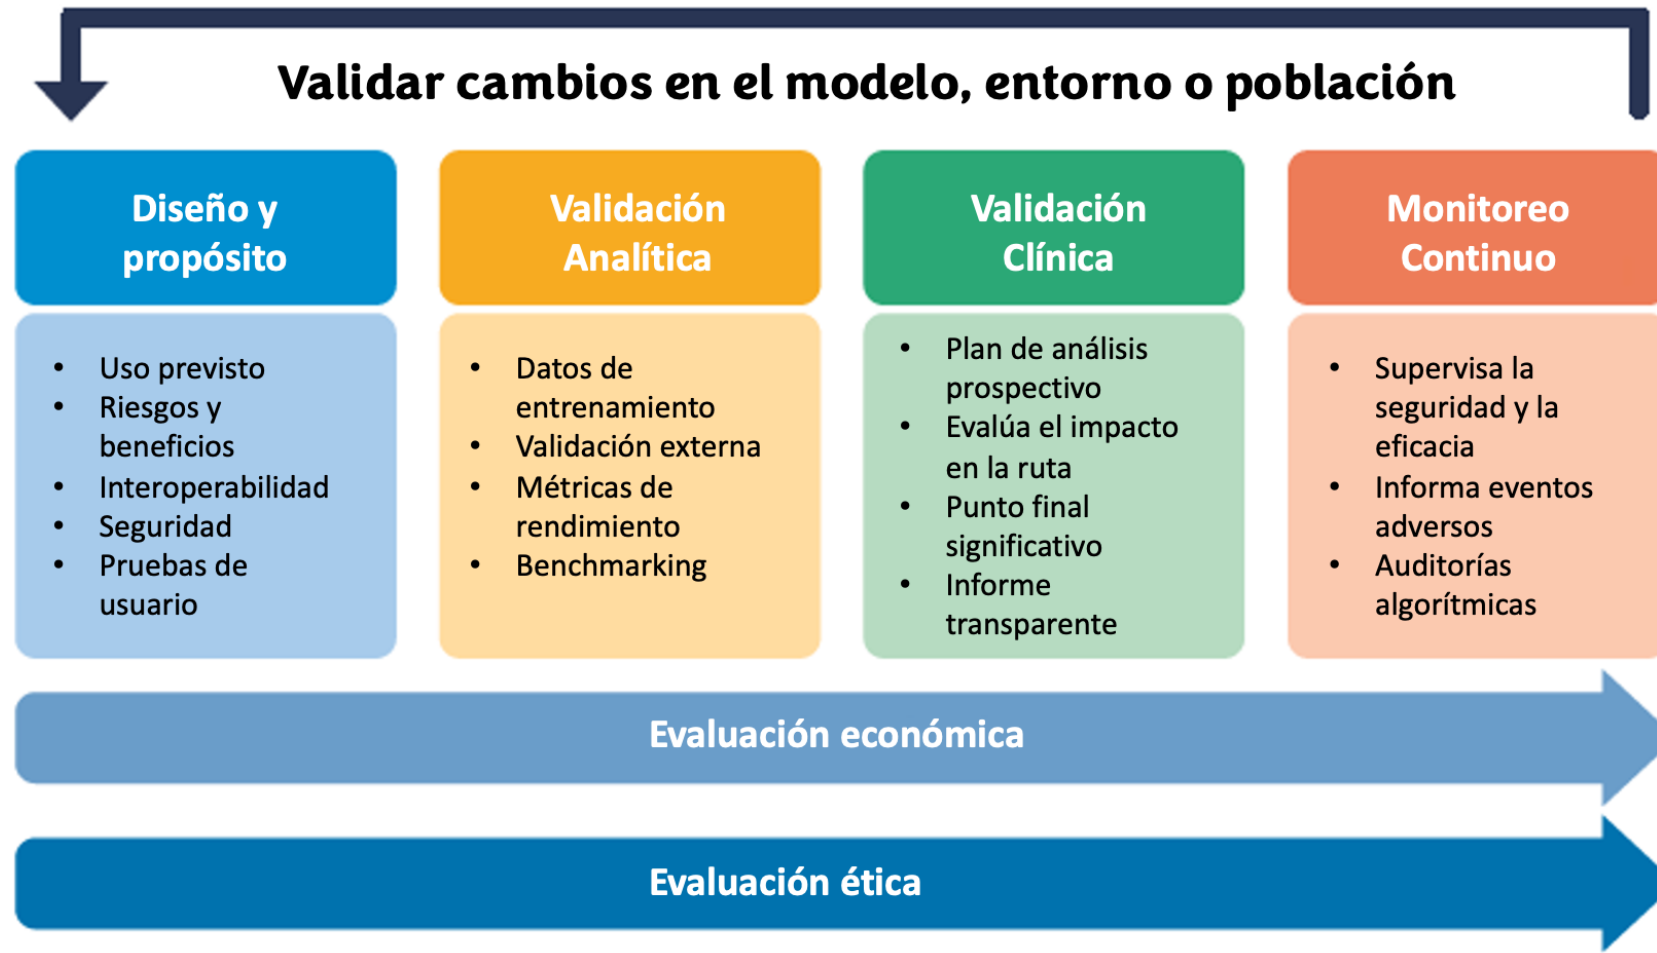 Validar cambios en el modelo, entorno o población
Diseño y
propósito
• Uso previsto
• Riesgos y
beneficios
• Interoperabilidad
• Seguridad
• Pruebas de
usuario
Validación
Analítica
• Datos de
entrenamiento
• Validación externa
• Métricas de
rendimiento
• Benchmarking
Validación
Clínica
• Plan de análisis
prospectivo
• Evalúa el impacto
en la ruta
• Punto final
significativo
• Informe
transparente
Monitoreo
Continuo
• Supervisa la
seguridad y la
eficacia
• Informa eventos
adversos
• Auditorías
algorítmicas
Evaluación económica
Evaluación ética